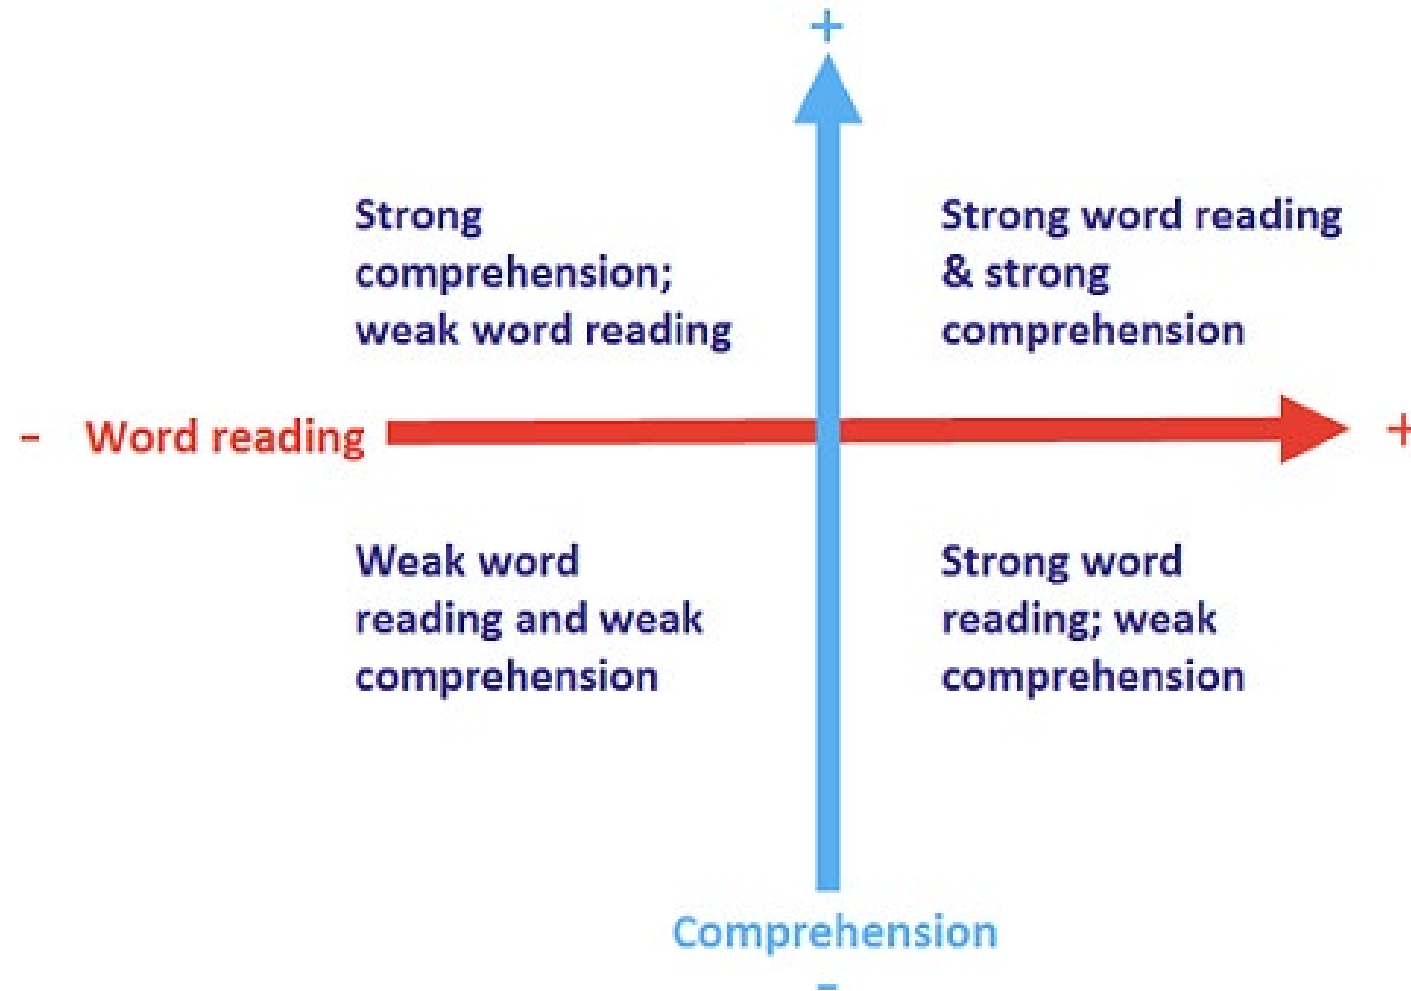 +
Strong
comprehension;
weak word reading
Strong word reading
& strong
comprehension
- Word reading
+
Weak word
reading and weak
comprehension
Strong word
reading; weak
comprehension
Comprehension
-